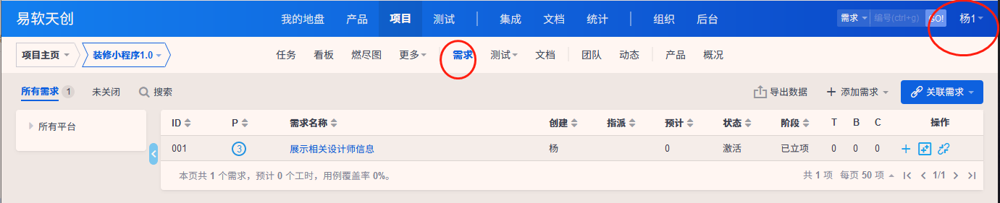 易软天创 我的地盘 产品 项目 测试 集成 文档 统计 组织 后台 需求 编号(ctrl+g) GO! 杨1
项目主页 装修小程序1.0 任务 看板 燃尽图 更多 需求 测试 文档 团队 动态 产品 概况
所有需求 1 未关闭 搜索 导出数据 + 添加需求 关联需求
所有平台
ID P 需求名称 创建 指派 预计 状态 阶段 T B C 操作
001 3 展示相关设计师信息 杨 0 激活 已立项 0 0 0
本页共 1 个需求，预计 0 个工时，用例覆盖率 0%。 共 1 项 每页 50 项 1/1